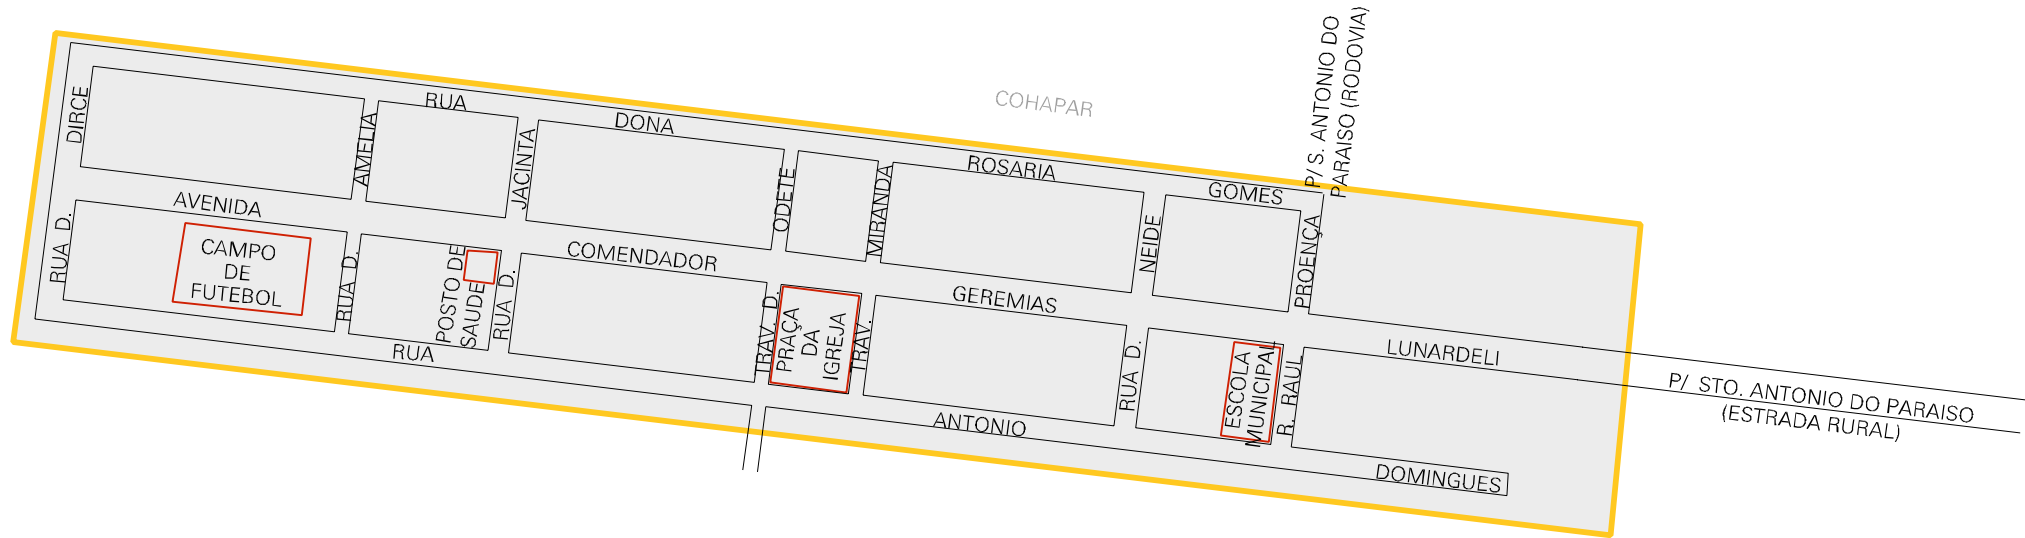 P/ S. ANTONIO DO
PARAISO (RODOVIA)
COHAPAR
RUA DONA ROSARIA GOMES
RUA D. DIRCE
RUA D. AMELIA
RUA D. JACINTA
TRAV. D. ODETE
TRAV. MIRANDA
RUA D. NEIDE
R. RAUL PROENÇA
AVENIDA COMENDADOR GEREMIAS LUNARDELI
CAMPO
DE
FUTEBOL
POSTO DE
SAUDE
PRAÇA
DA
IGREJA
ESCOLA
MUNICIPAL
P/ STO. ANTONIO DO PARAISO
(ESTRADA RURAL)
RUA ANTONIO DOMINGUES